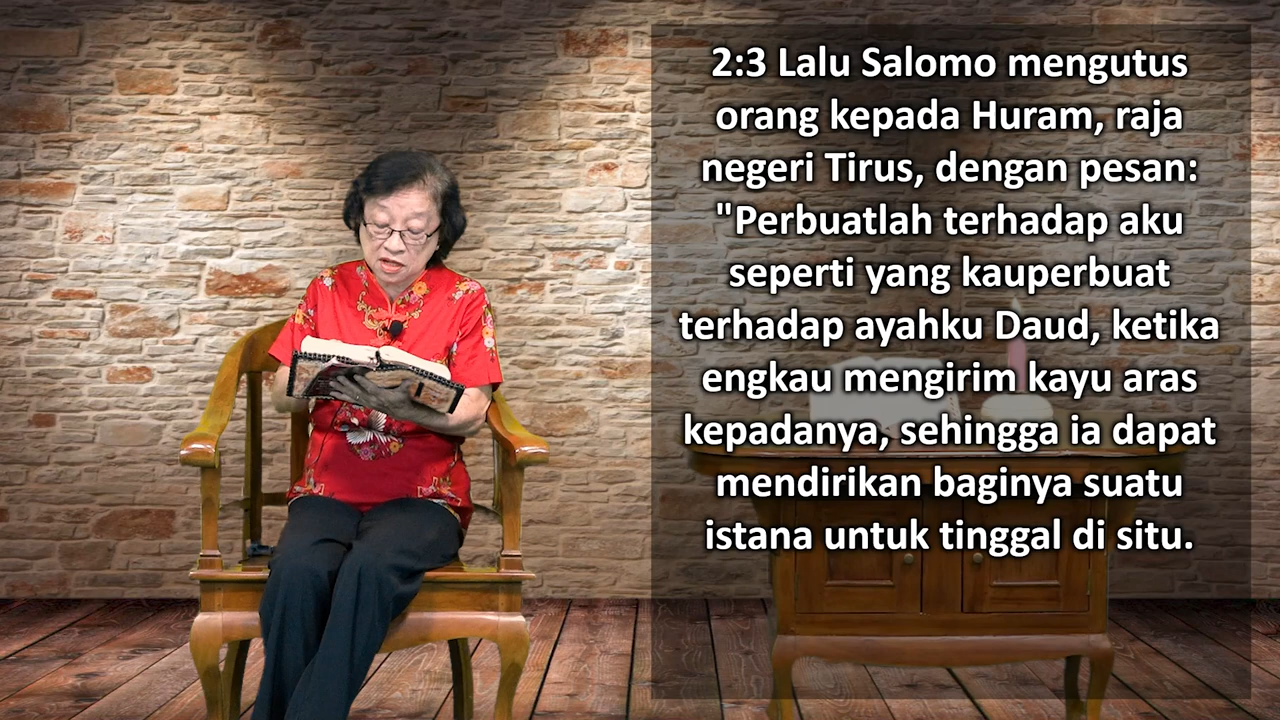 2:3 Lalu Salomo mengutus
orang kepada Huram, raja
negeri Tirus, dengan pesan:
"Perbuatlah terhadap aku
seperti yang kauperbuat
terhadap ayahku Daud, ketika
engkau mengirim kayu aras
kepadanya, sehingga ia dapat
mendirikan baginya suatu
istana untuk tinggal di situ.